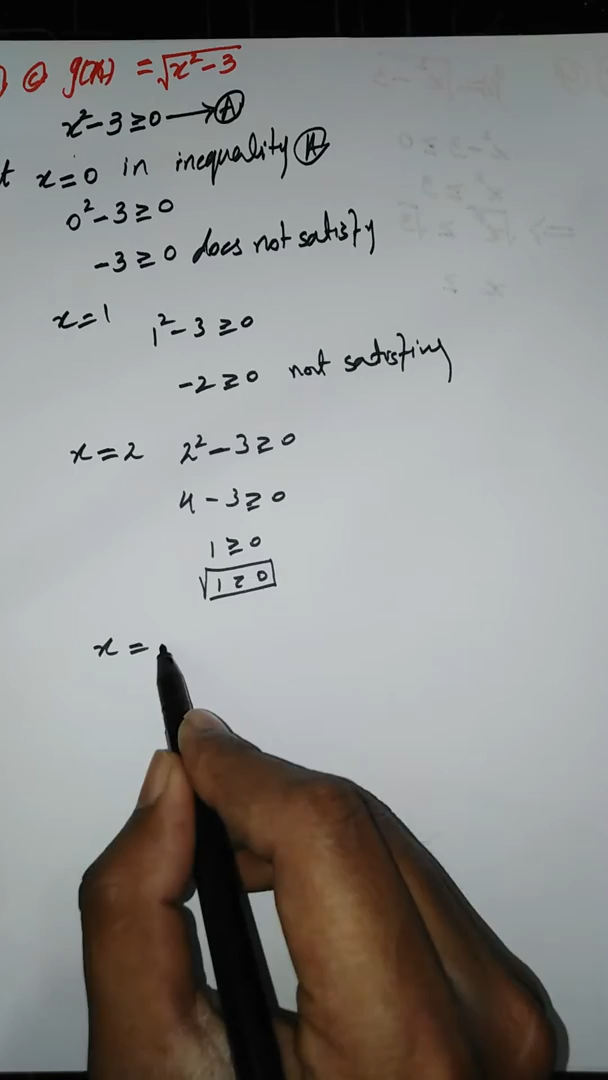 ) ⓒ g(x) = √x²-3
x²-3 ≥ 0 → Ⓐ
t x=0 in inequality Ⓐ
0²-3 ≥ 0
-3 ≥ 0 does not satisfy
x=1 1²-3 ≥ 0
-2 ≥ 0 not satisfying
x=2 2²-3 ≥ 0
4-3 ≥ 0
1 ≥ 0
√1 ≥ 0
x =